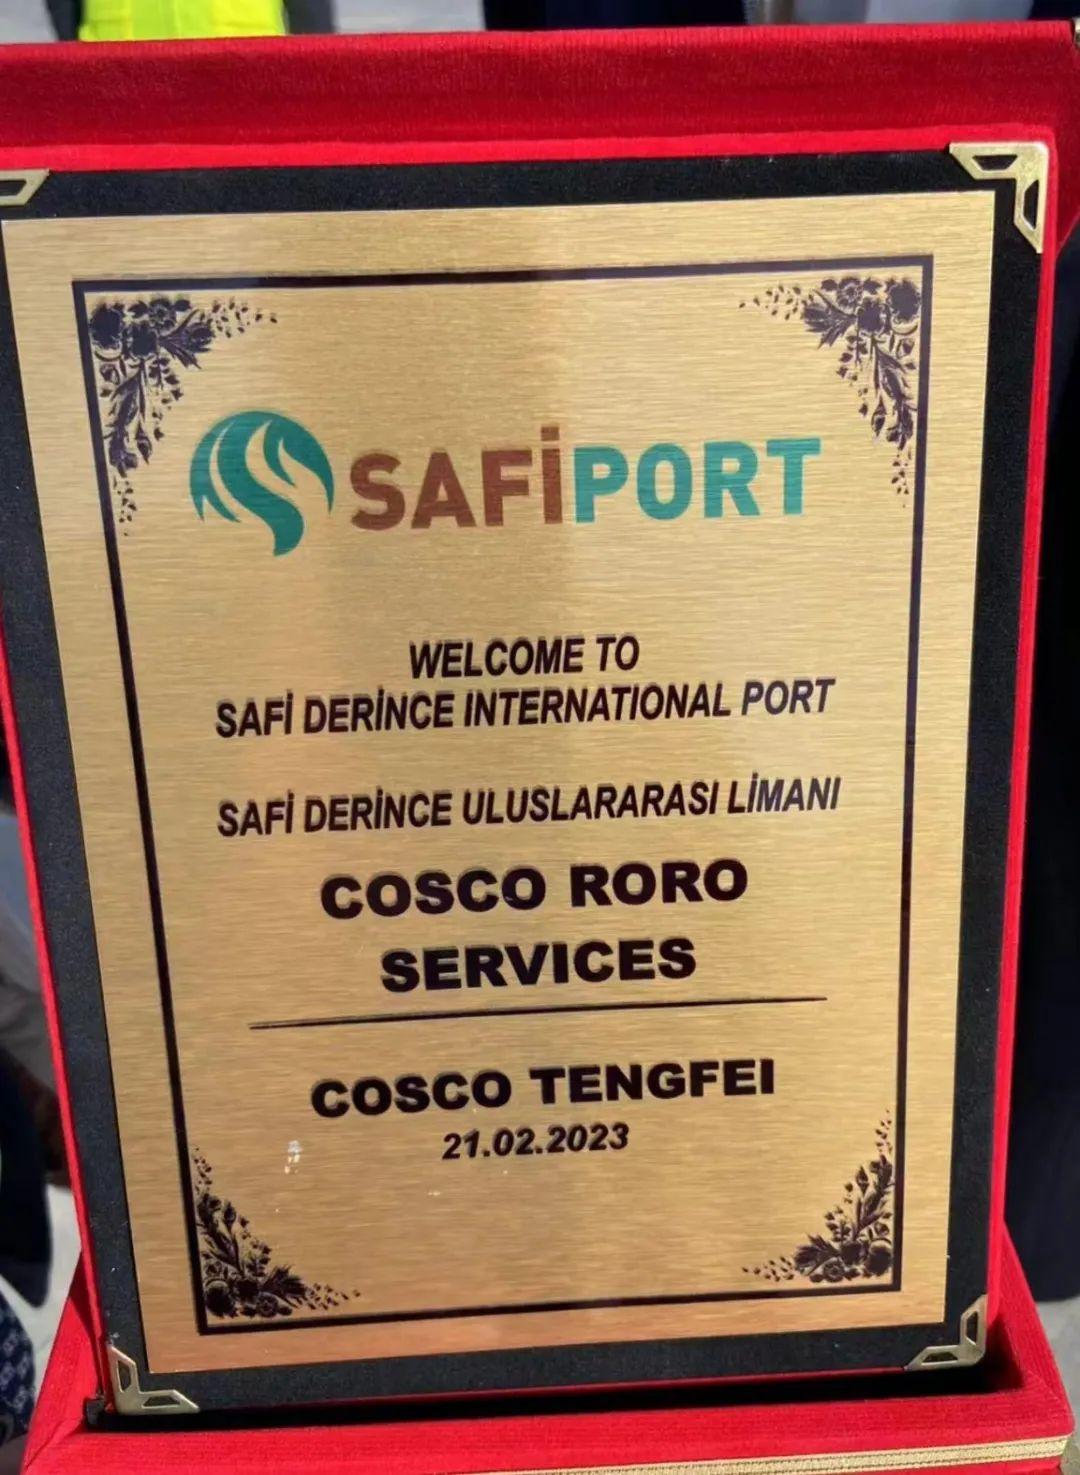 SAFİPORT
WELCOME TO
SAFİ DERİNCE INTERNATIONAL PORT
SAFİ DERİNCE ULUSLARARASI LİMANI
COSCO RORO
SERVICES
COSCO TENGFEI
21.02.2023